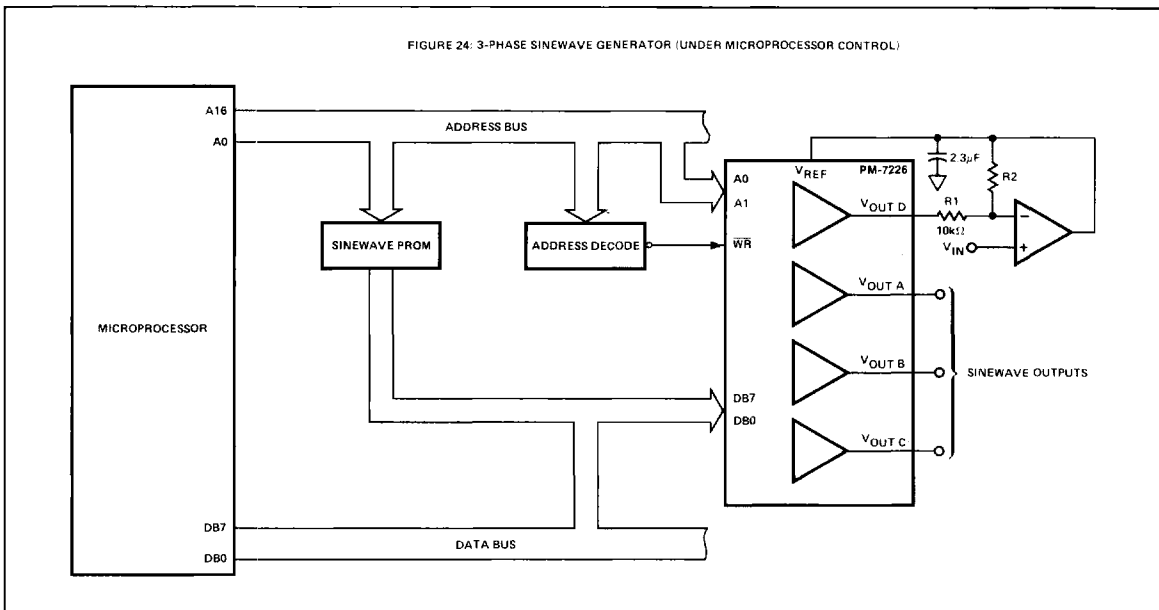 FIGURE 24: 3-PHASE SINEWAVE GENERATOR (UNDER MICROPROCESSOR CONTROL)
A16
ADDRESS BUS
A0
2.3μF
VREF
PM-7226
R2
A0
A1
VOUT D
R1
10kΩ
SINEWAVE PROM
ADDRESS DECODE
WR
VIN
−
+
VOUT A
MICROPROCESSOR
VOUT B
SINEWAVE OUTPUTS
DB7
DB0
VOUT C
DB7
DATA BUS
DB0